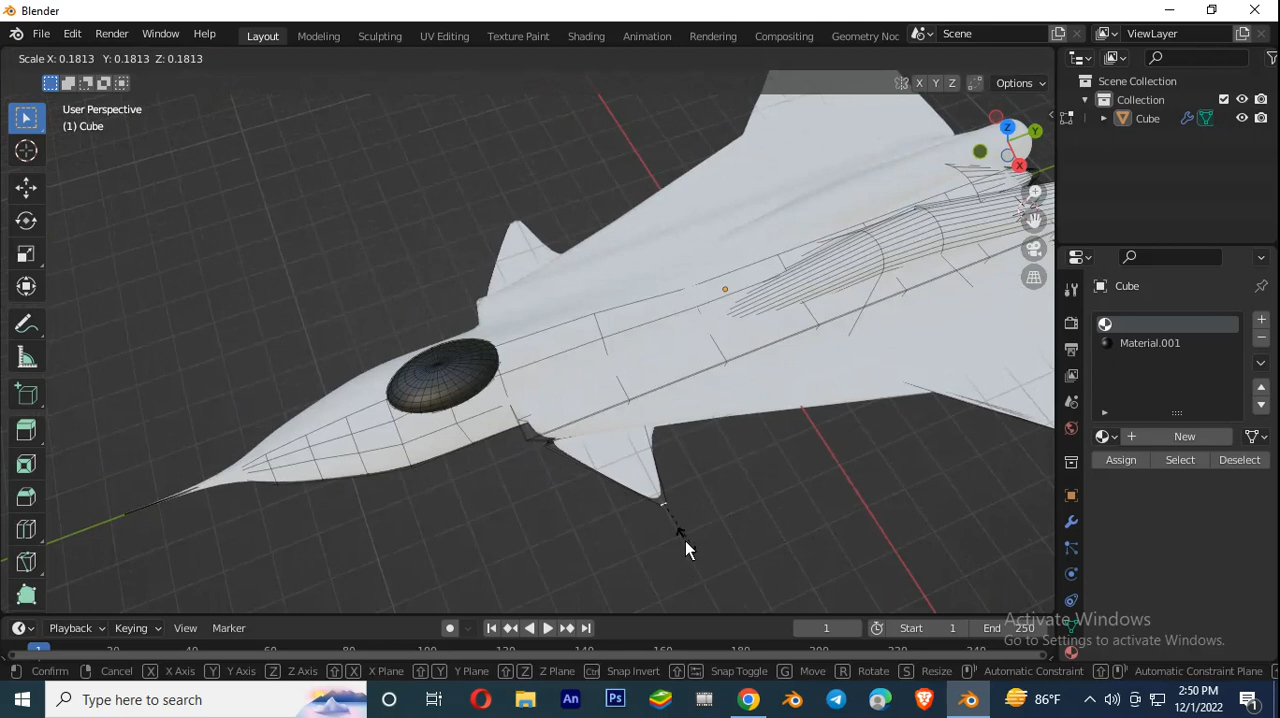 Blender
File Edit Render Window Help Layout Modeling Sculpting UV Editing Texture Paint Shading Animation Rendering Compositing Geometry Noc Scene ViewLayer
Scale X: 0.1813 Y: 0.1813 Z: 0.1813
X Y Z Options
User Perspective
(1) Cube
Scene Collection
Collection
Cube
Z
Y
X
Cube
Material.001
New
Assign Select Deselect
Playback Keying View Marker 1 Start 1 End 250
Activate Windows
Go to Settings to activate Windows.
Confirm Cancel X X Axis Y Y Axis Z Z Axis X X Plane Y Y Plane Z Z Plane Ctrl Snap Invert Snap Toggle G Move R Rotate S Resize Automatic Constraint Automatic Constraint Plane
Type here to search An Ps 86°F 2:50 PM
12/1/2022 1